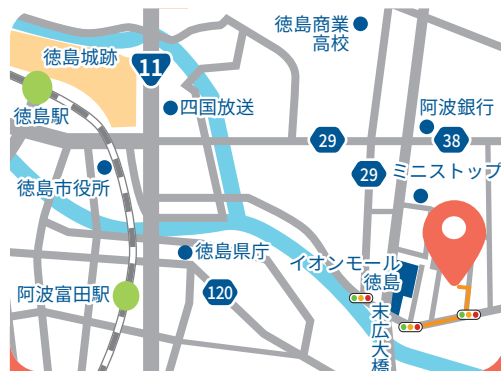 徳島商業
高校
徳島城跡
11
四国放送
阿波銀行
徳島駅
29
38
徳島市役所
29
ミニストップ
徳島県庁
イオンモール
徳島
120
阿波富田駅
末広大橋